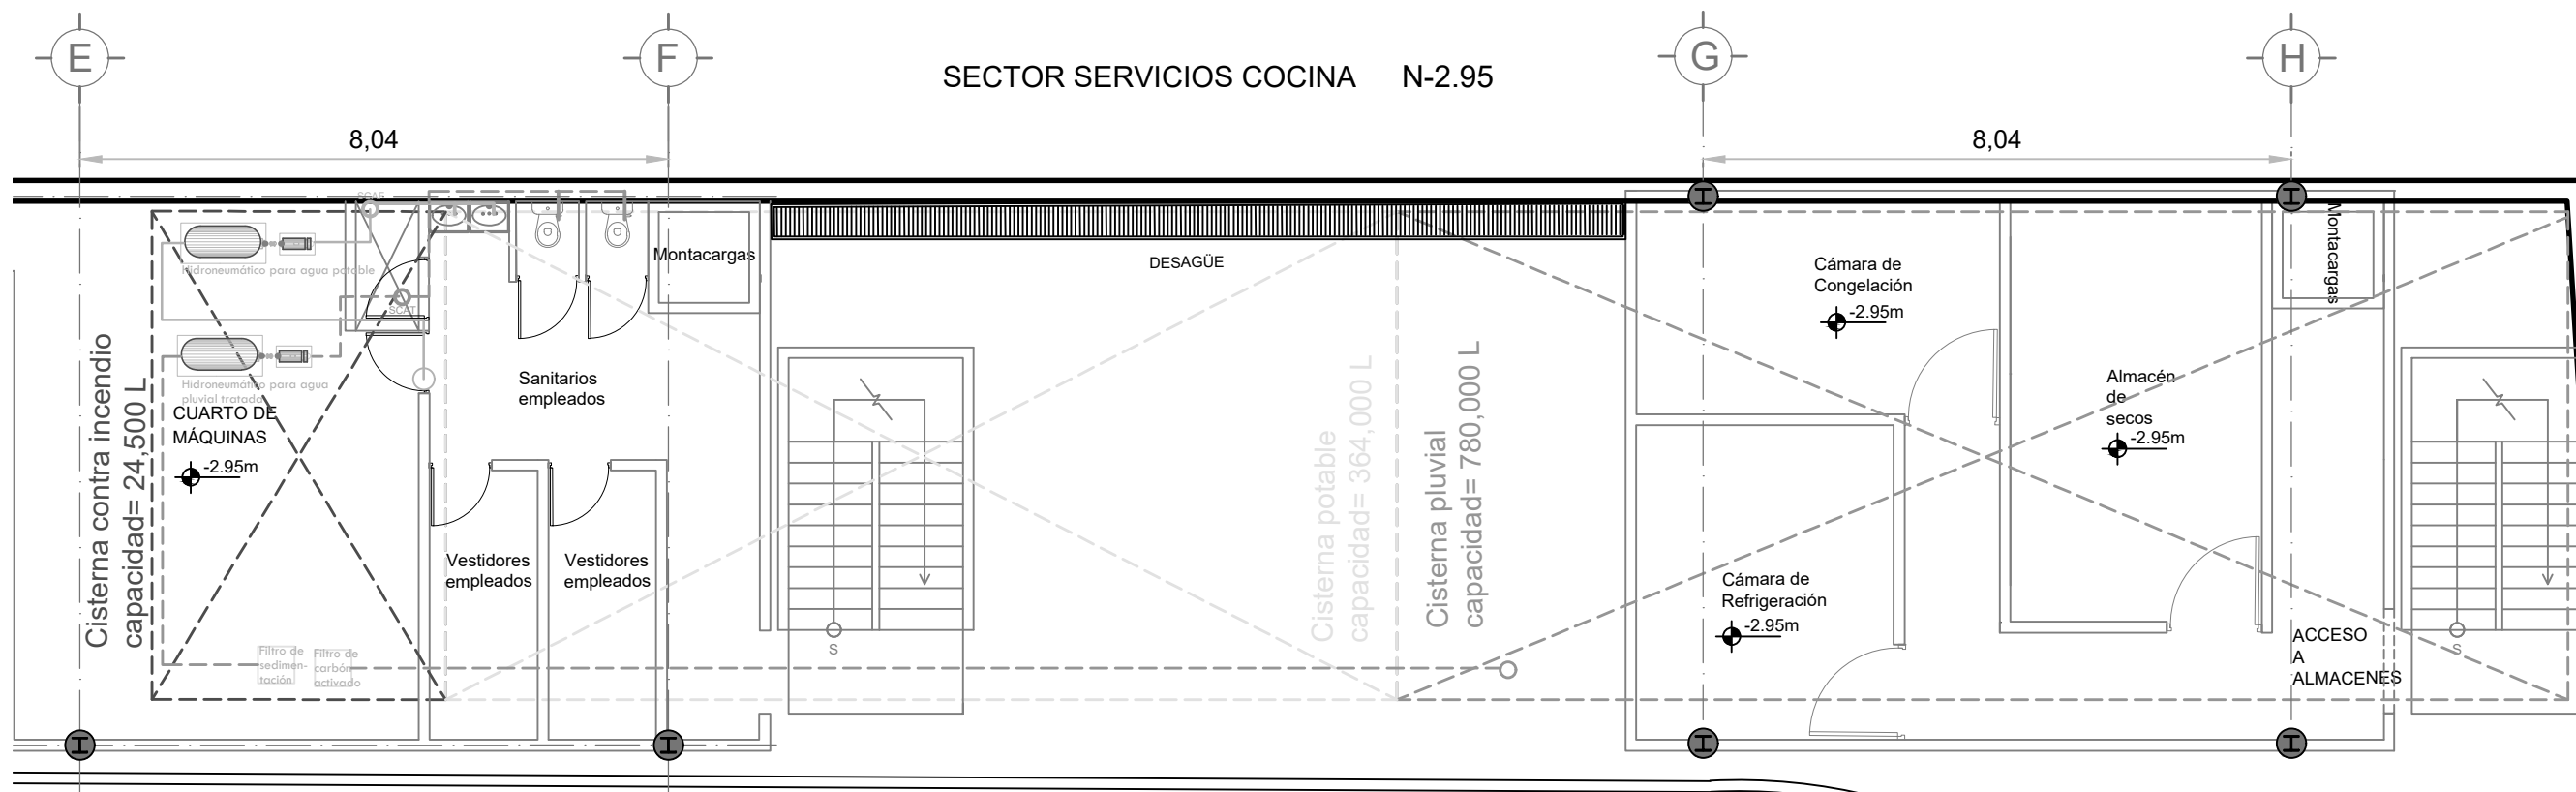 E
F
G
H
SECTOR SERVICIOS COCINA N-2.95
8,04
8,04
SCAF
Hidroneumático para agua potable
SCAT
Hidroneumático para agua
pluvial tratada
CUARTO DE
MÁQUINAS
-2.95m
Cisterna contra incendio
capacidad= 24,500 L
Filtro de
sedimen-
tación
Filtro de
carbón
activado
Sanitarios
empleados
Montacargas
Vestidores
empleados
Vestidores
empleados
S
DESAGÜE
Cisterna potable
capacidad= 364,000 L
Cisterna pluvial
capacidad= 780,000 L
Cámara de
Congelación
-2.95m
Cámara de
Refrigeración
-2.95m
Almacén
de
secos
-2.95m
Montacargas
ACCESO
A
ALMACENES
S